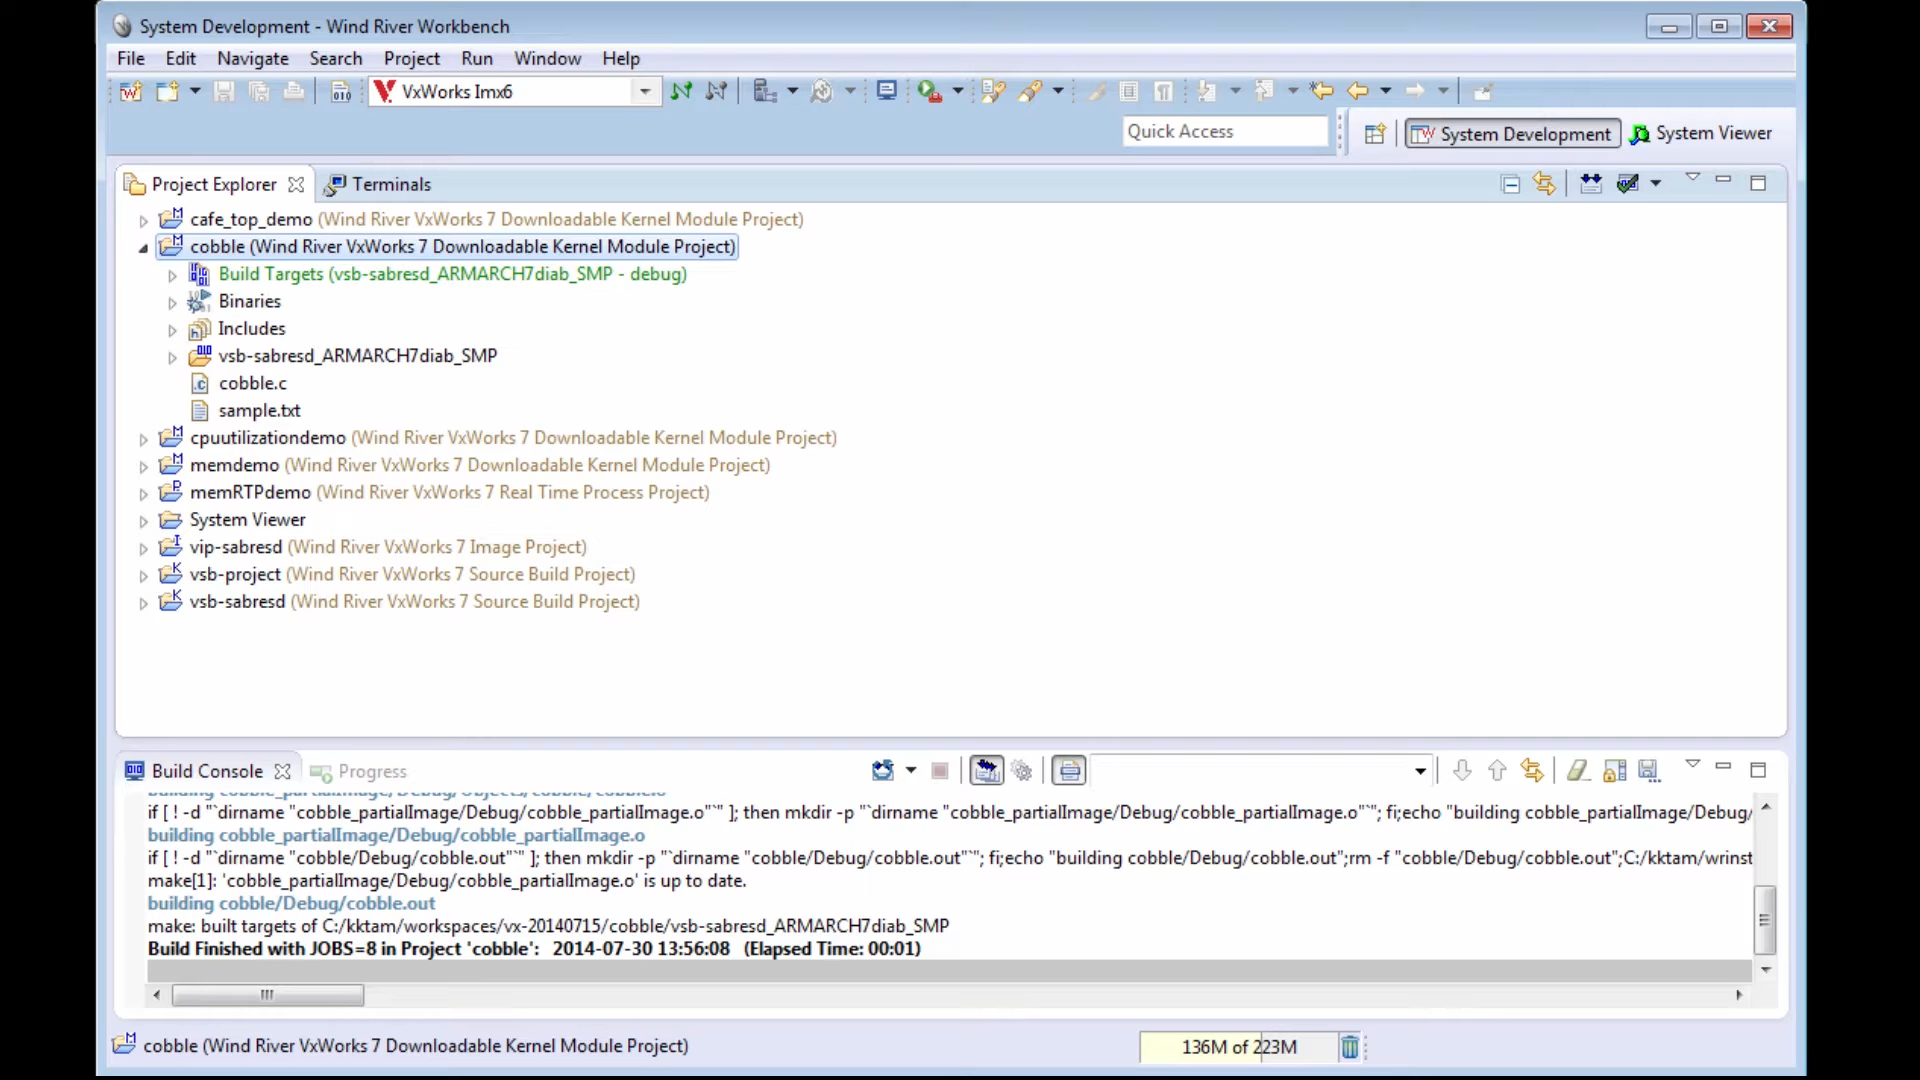 System Development - Wind River Workbench
File Edit Navigate Search Project Run Window Help
VxWorks Imx6
Quick Access
System Development
System Viewer
Project Explorer
Terminals
cafe_top_demo (Wind River VxWorks 7 Downloadable Kernel Module Project)
cobble (Wind River VxWorks 7 Downloadable Kernel Module Project)
Build Targets (vsb-sabresd_ARMARCH7diab_SMP - debug)
Binaries
Includes
vsb-sabresd_ARMARCH7diab_SMP
cobble.c
sample.txt
cpuutilizationdemo (Wind River VxWorks 7 Downloadable Kernel Module Project)
memdemo (Wind River VxWorks 7 Downloadable Kernel Module Project)
memRTPdemo (Wind River VxWorks 7 Real Time Process Project)
System Viewer
vip-sabresd (Wind River VxWorks 7 Image Project)
vsb-project (Wind River VxWorks 7 Source Build Project)
vsb-sabresd (Wind River VxWorks 7 Source Build Project)
Build Console
Progress
if [ ! -d "`dirname "cobble_partialImage/Debug/cobble_partialImage.o"`" ]; then mkdir -p "`dirname "cobble_partialImage/Debug/cobble_partialImage.o"`"; fi;echo "building cobble_partialImage/Debug/
building cobble_partialImage/Debug/cobble_partialImage.o
if [ ! -d "`dirname "cobble/Debug/cobble.out"`" ]; then mkdir -p "`dirname "cobble/Debug/cobble.out"`"; fi;echo "building cobble/Debug/cobble.out";rm -f "cobble/Debug/cobble.out";C:/kktam/wrinst
make[1]: 'cobble_partialImage/Debug/cobble_partialImage.o' is up to date.
building cobble/Debug/cobble.out
make: built targets of C:/kktam/workspaces/vx-20140715/cobble/vsb-sabresd_ARMARCH7diab_SMP
Build Finished with JOBS=8 in Project 'cobble': 2014-07-30 13:56:08 (Elapsed Time: 00:01)
cobble (Wind River VxWorks 7 Downloadable Kernel Module Project)
136M of 223M